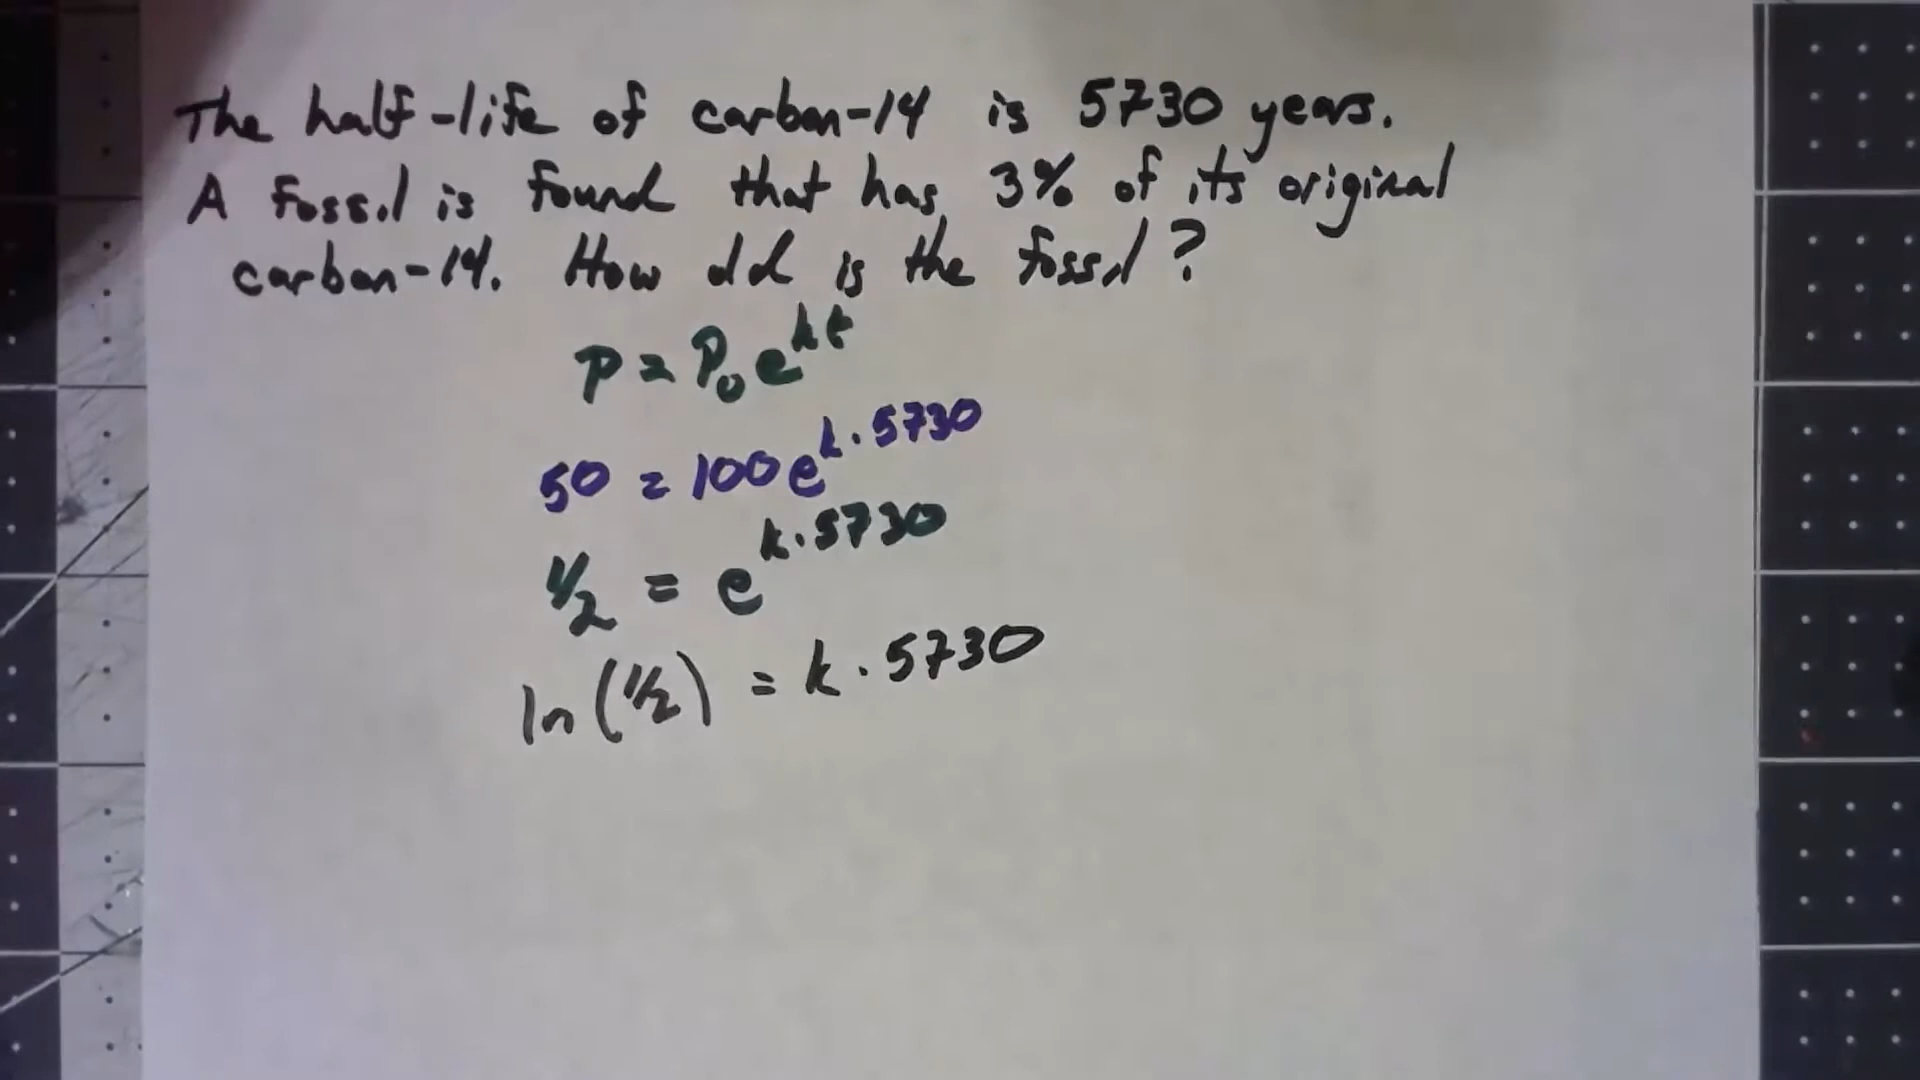 The half-life of carbon-14 is 5730 years.
A fossil is found that has 3% of its original
carbon-14. How old is the fossil?
P = P₀e^kt
50 = 100e^k·5730
1/2 = e^k·5730
ln(1/2) = k·5730